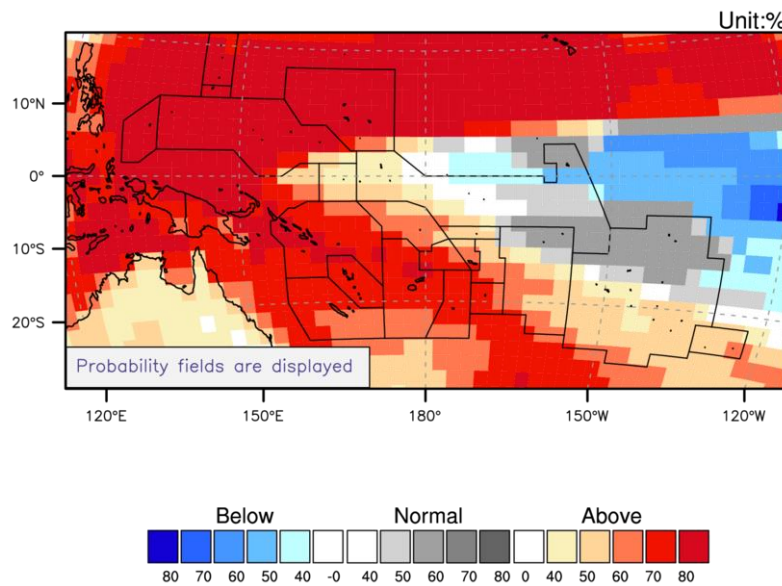 Unit:%
10°N
0°
10°S
20°S
Probability fields are displayed
120°E 150°E 180° 150°W 120°W
Below Normal Above
80 70 60 50 40 -0 40 50 60 70 80 0 40 50 60 70 80